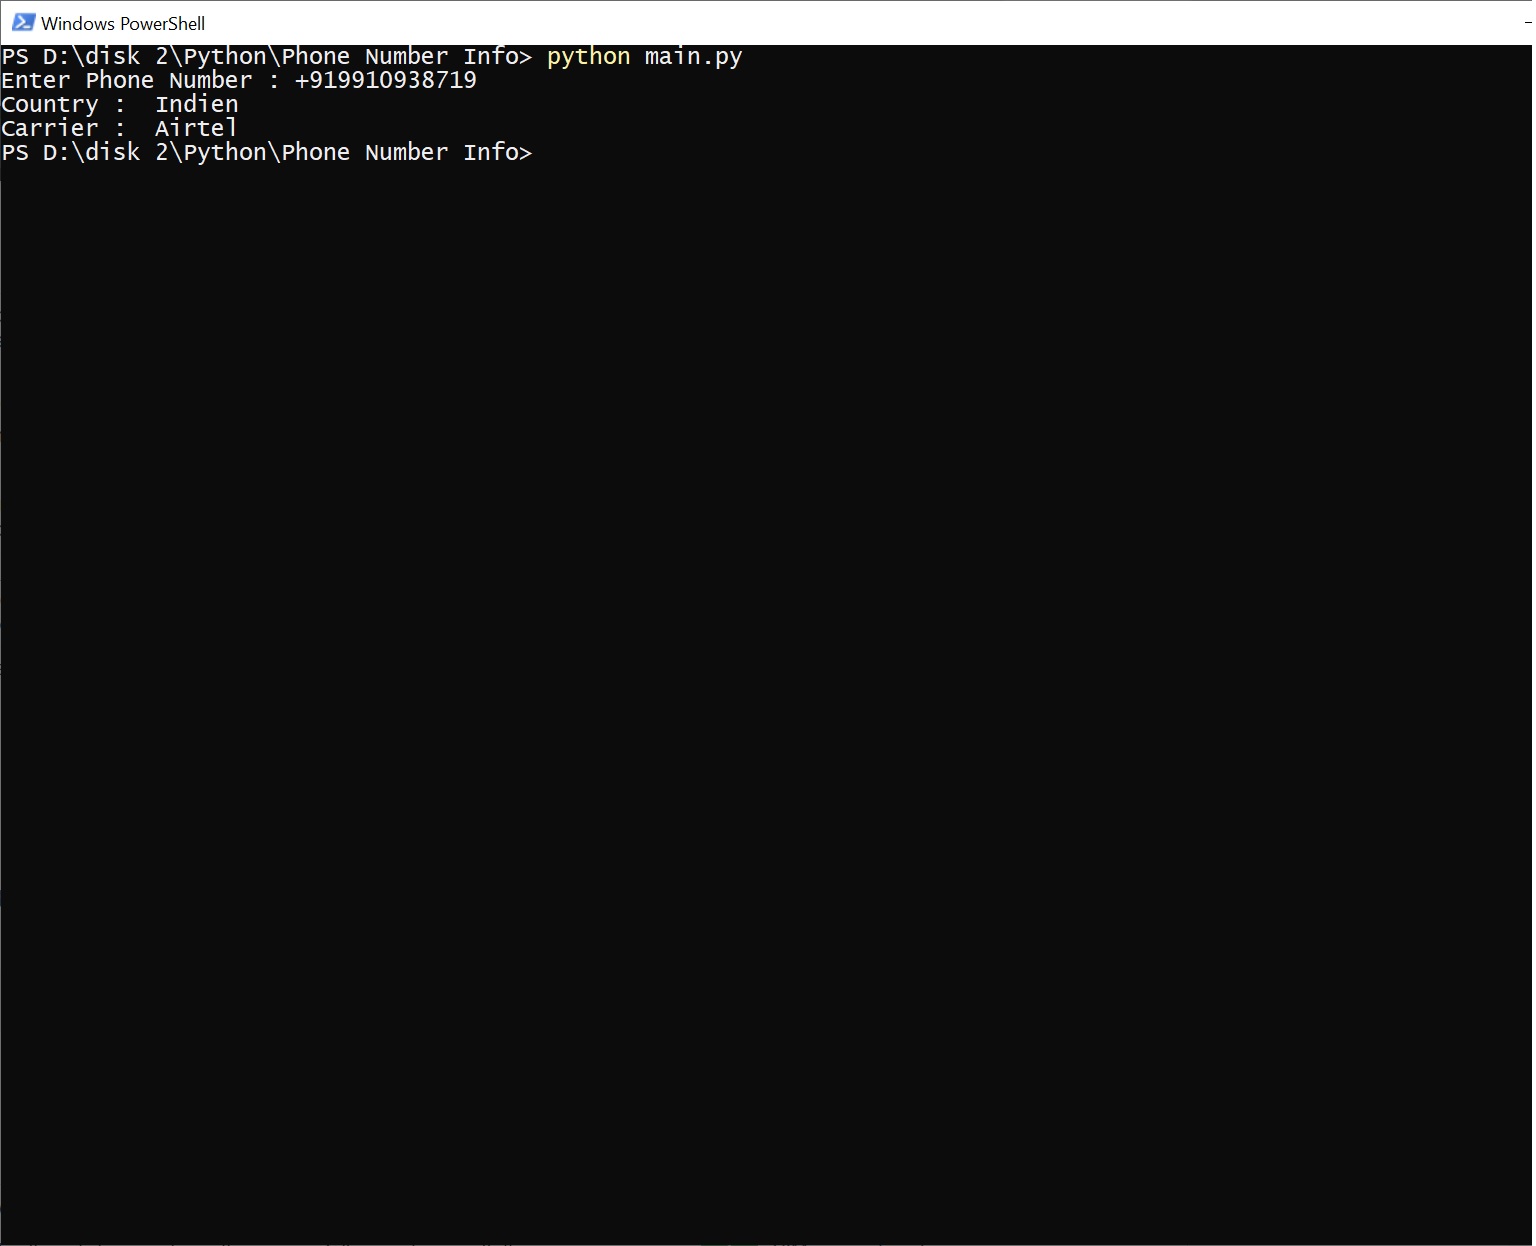 Windows PowerShell
PS D:\disk 2\Python\Phone Number Info> python main.py
Enter Phone Number : +919910938719
Country :  Indien
Carrier :  Airtel
PS D:\disk 2\Python\Phone Number Info>